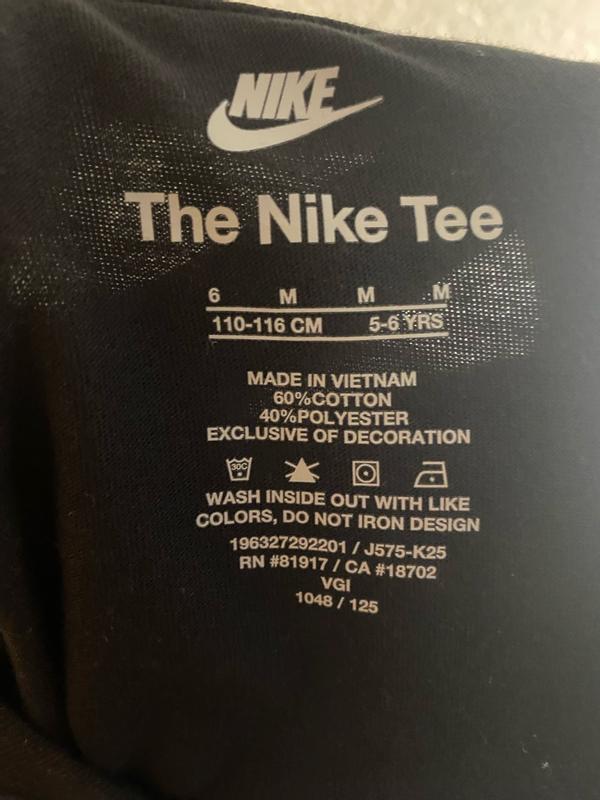 NIKE
The Nike Tee
6 M M M
110-116 CM 5-6 YRS
MADE IN VIETNAM
60%COTTON
40%POLYESTER
EXCLUSIVE OF DECORATION
30C
WASH INSIDE OUT WITH LIKE
COLORS, DO NOT IRON DESIGN
196327292201 / J575-K25
RN #81917 / CA #18702
VGI
1048 / 125